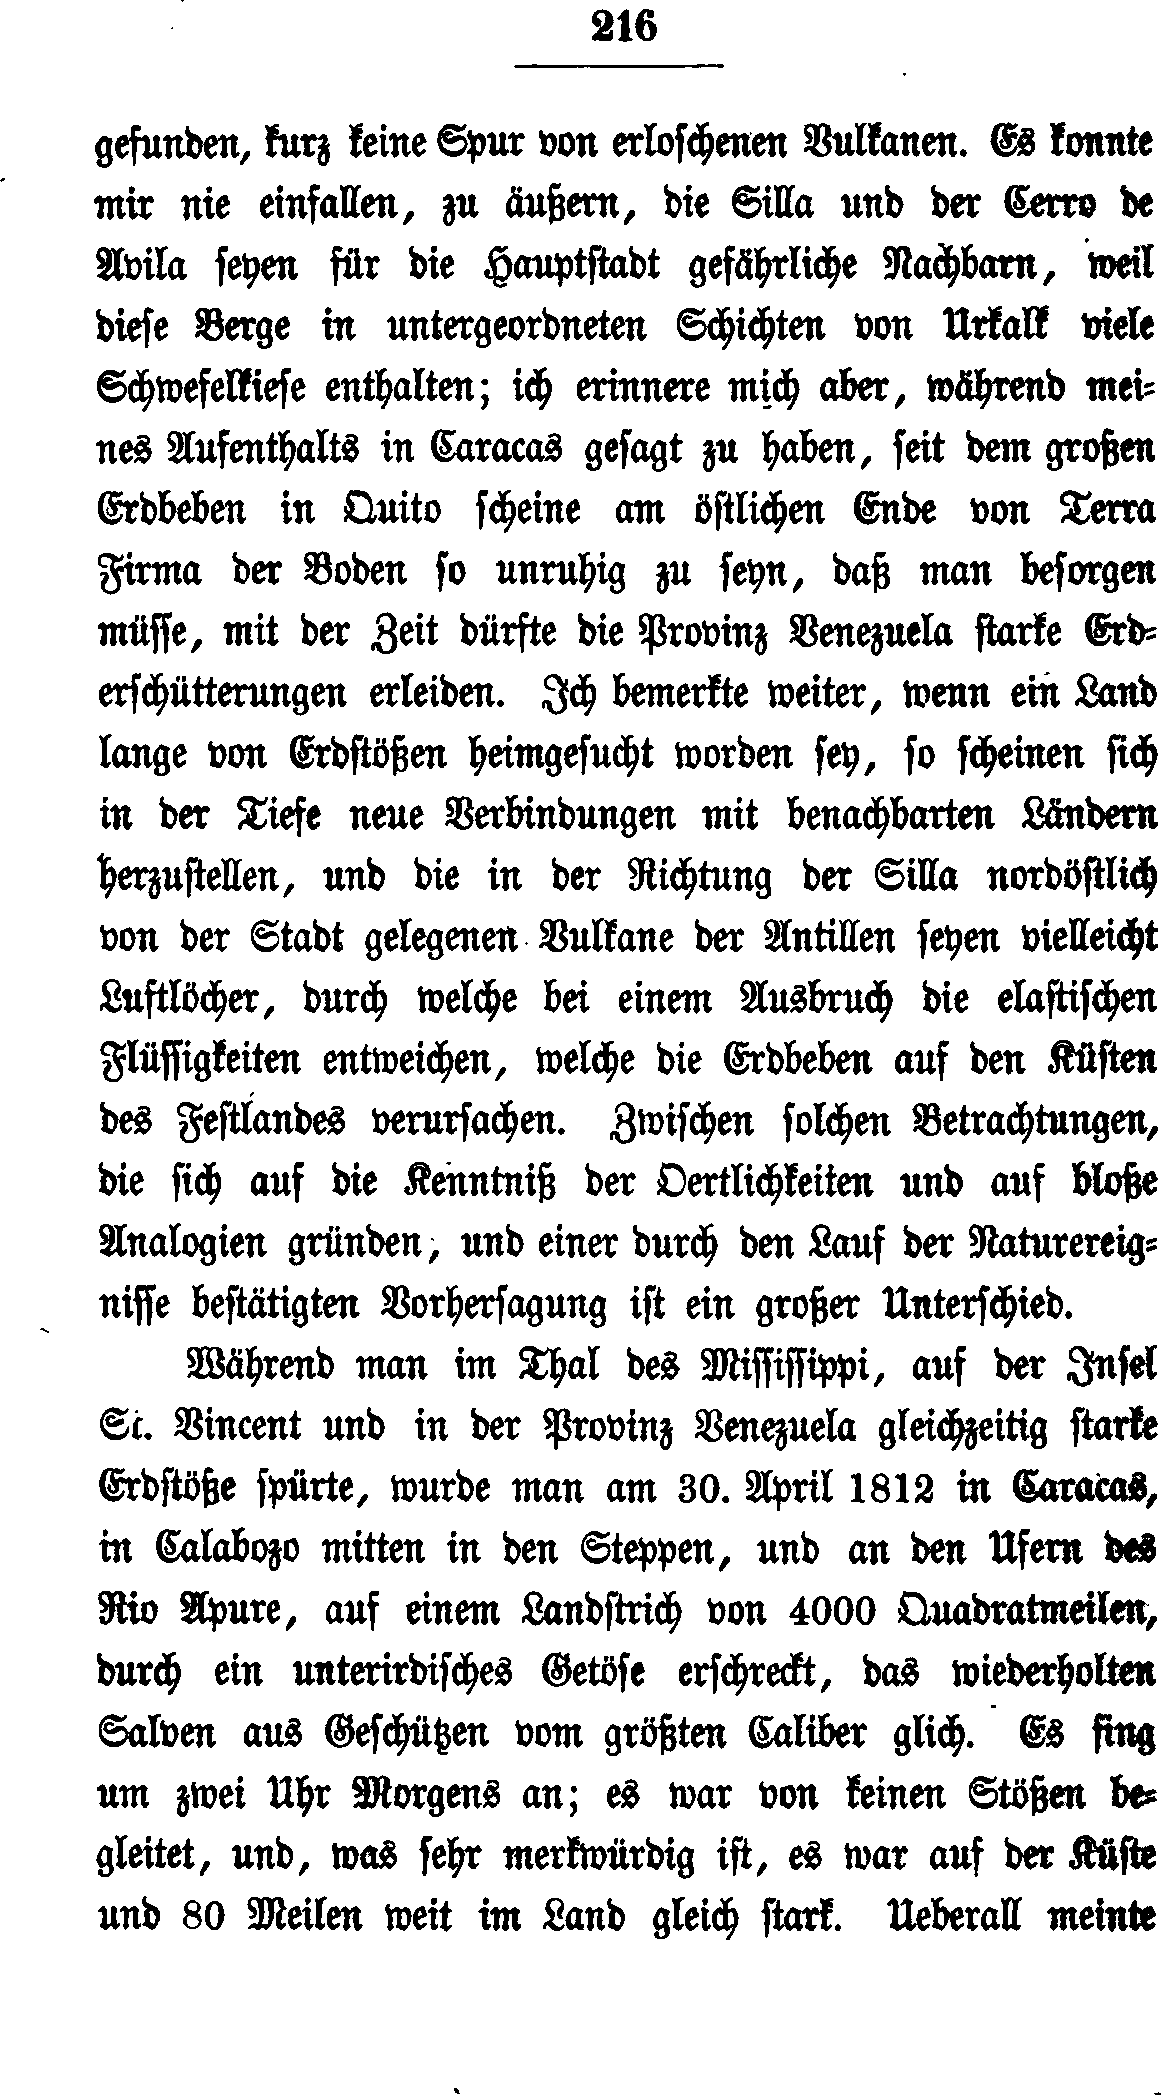 216
gefunden, kurz keine Spur von erloschenen Vulkanen. Es konnte
mir nie einfallen, zu äußern, die Silla und der Cerro de
Avila seyen für die Hauptstadt gefährliche Nachbarn, weil
diese Berge in untergeordneten Schichten von Urkalk viele
Schwefelkiese enthalten; ich erinnere mich aber, während mei-
nes Aufenthalts in Caracas gesagt zu haben, seit dem großen
Erdbeben in Quito scheine am östlichen Ende von Terra
Firma der Boden so unruhig zu seyn, daß man besorgen
müsse, mit der Zeit dürfte die Provinz Venezuela starke Erd-
erschütterungen erleiden. Ich bemerkte weiter, wenn ein Land
lange von Erdstößen heimgesucht worden sey, so scheinen sich
in der Tiefe neue Verbindungen mit benachbarten Ländern
herzustellen, und die in der Richtung der Silla nordöstlich
von der Stadt gelegenen Vulkane der Antillen seyen vielleicht
Luftlöcher, durch welche bei einem Ausbruch die elastischen
Flüssigkeiten entweichen, welche die Erdbeben auf den Küsten
des Festlandes verursachen. Zwischen solchen Betrachtungen,
die sich auf die Kenntniß der Oertlichkeiten und auf bloße
Analogien gründen, und einer durch den Lauf der Naturereig-
nisse bestätigten Vorhersagung ist ein großer Unterschied.
Während man im Thal des Mississippi, auf der Insel
St. Vincent und in der Provinz Venezuela gleichzeitig starke
Erdstöße spürte, wurde man am 30. April 1812 in Caracas,
in Calabozo mitten in den Steppen, und an den Ufern des
Rio Apure, auf einem Landstrich von 4000 Quadratmeilen,
durch ein unterirdisches Getöse erschreckt, das wiederholten
Salven aus Geschützen vom größten Caliber glich. Es fing
um zwei Uhr Morgens an; es war von keinen Stößen be-
gleitet, und, was sehr merkwürdig ist, es war auf der Küste
und 80 Meilen weit im Land gleich stark. Ueberall meinte